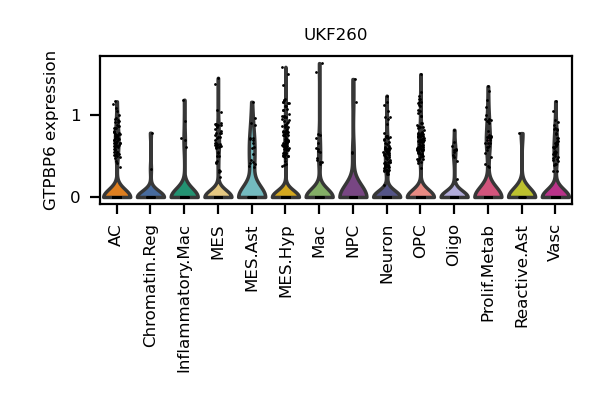 UKF260
GTPBP6 expression
1
0
AC
Chromatin.Reg
Inflammatory.Mac
MES
MES.Ast
MES.Hyp
Mac
NPC
Neuron
OPC
Oligo
Prolif.Metab
Reactive.Ast
Vasc